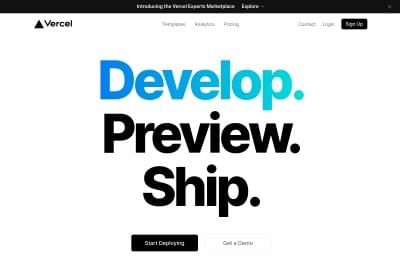 Introducing the Vercel Experts Marketplace Explore →
Vercel Templates Analytics Pricing Contact Login Sign Up
Develop.
Preview.
Ship.
Start Deploying Get a Demo